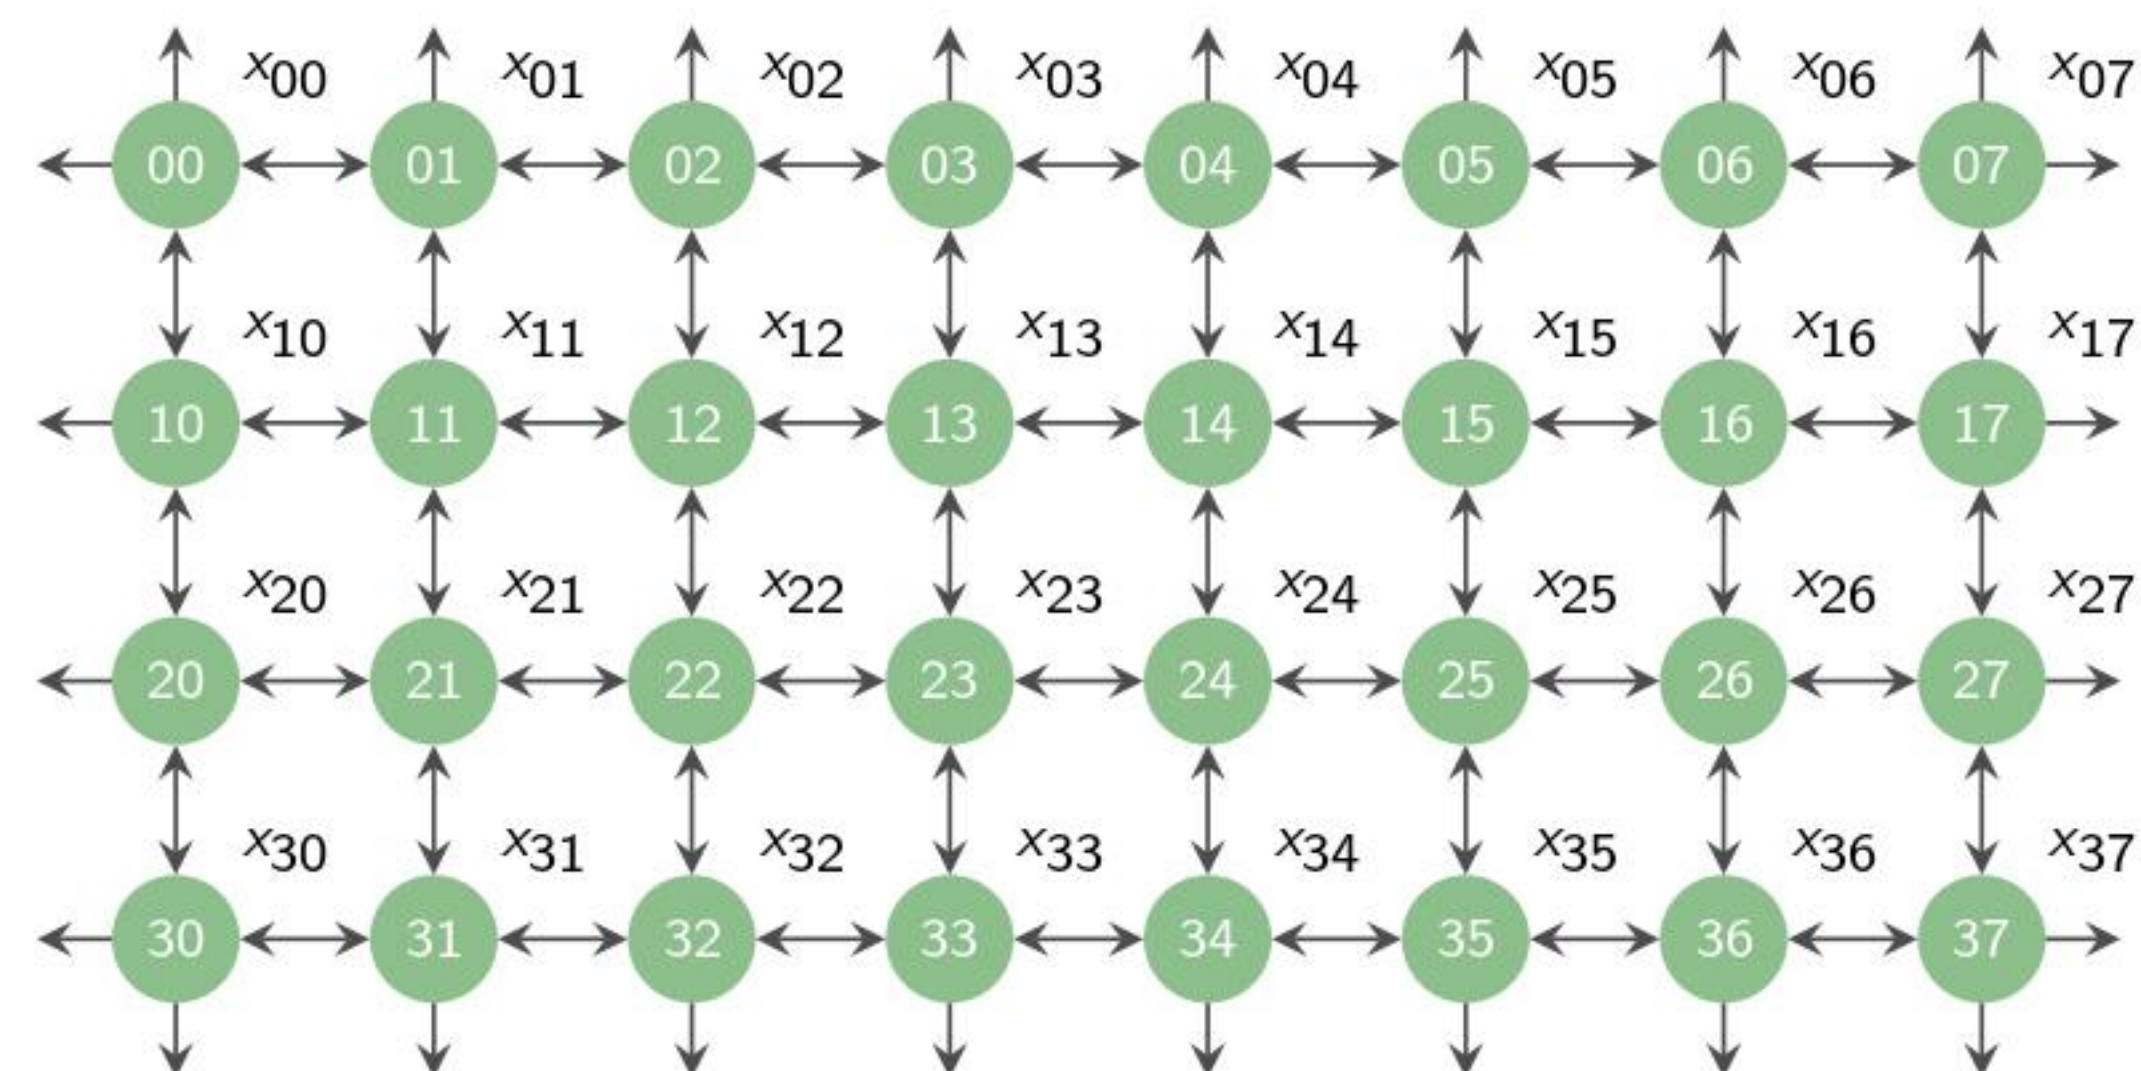 x00 x01 x02 x03 x04 x05 x06 x07
00 01 02 03 04 05 06 07
x10 x11 x12 x13 x14 x15 x16 x17
10 11 12 13 14 15 16 17
x20 x21 x22 x23 x24 x25 x26 x27
20 21 22 23 24 25 26 27
x30 x31 x32 x33 x34 x35 x36 x37
30 31 32 33 34 35 36 37